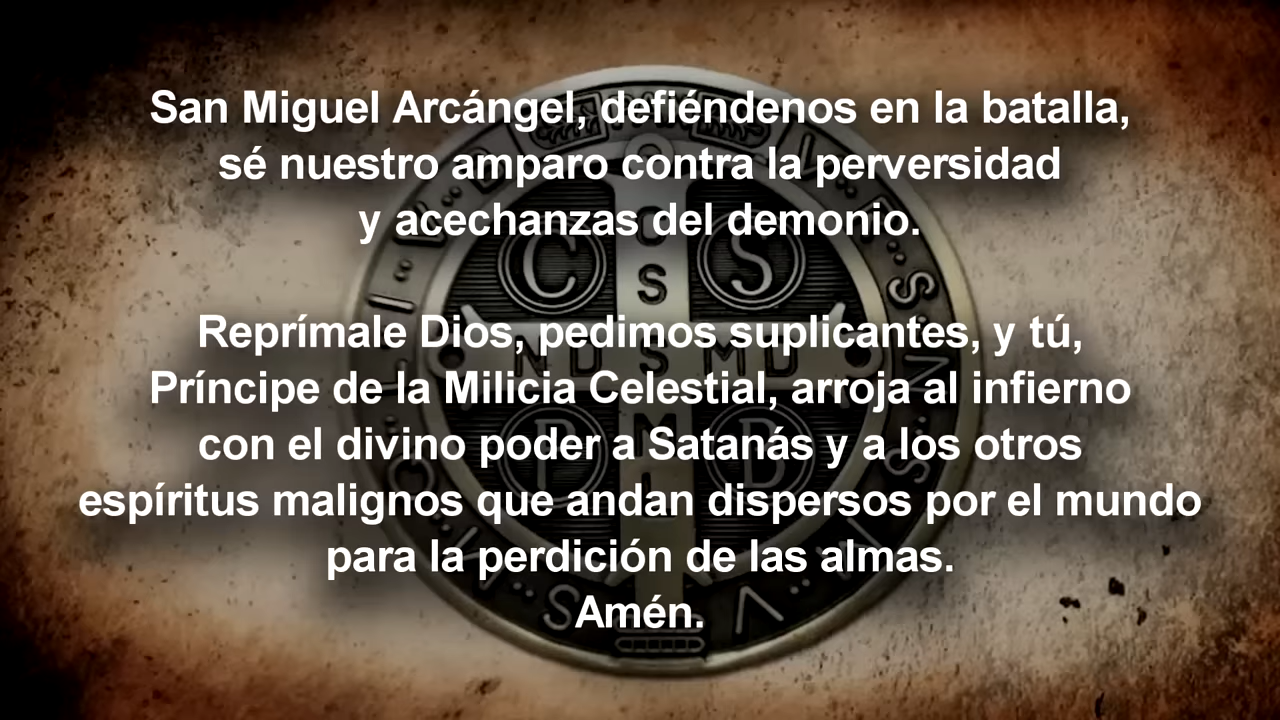 San Miguel Arcángel, defiéndenos en la batalla,
sé nuestro amparo contra la perversidad
y acechanzas del demonio.
Reprímale Dios, pedimos suplicantes, y tú,
Príncipe de la Milicia Celestial, arroja al infierno
con el divino poder a Satanás y a los otros
espíritus malignos que andan dispersos por el mundo
para la perdición de las almas.
Amén.